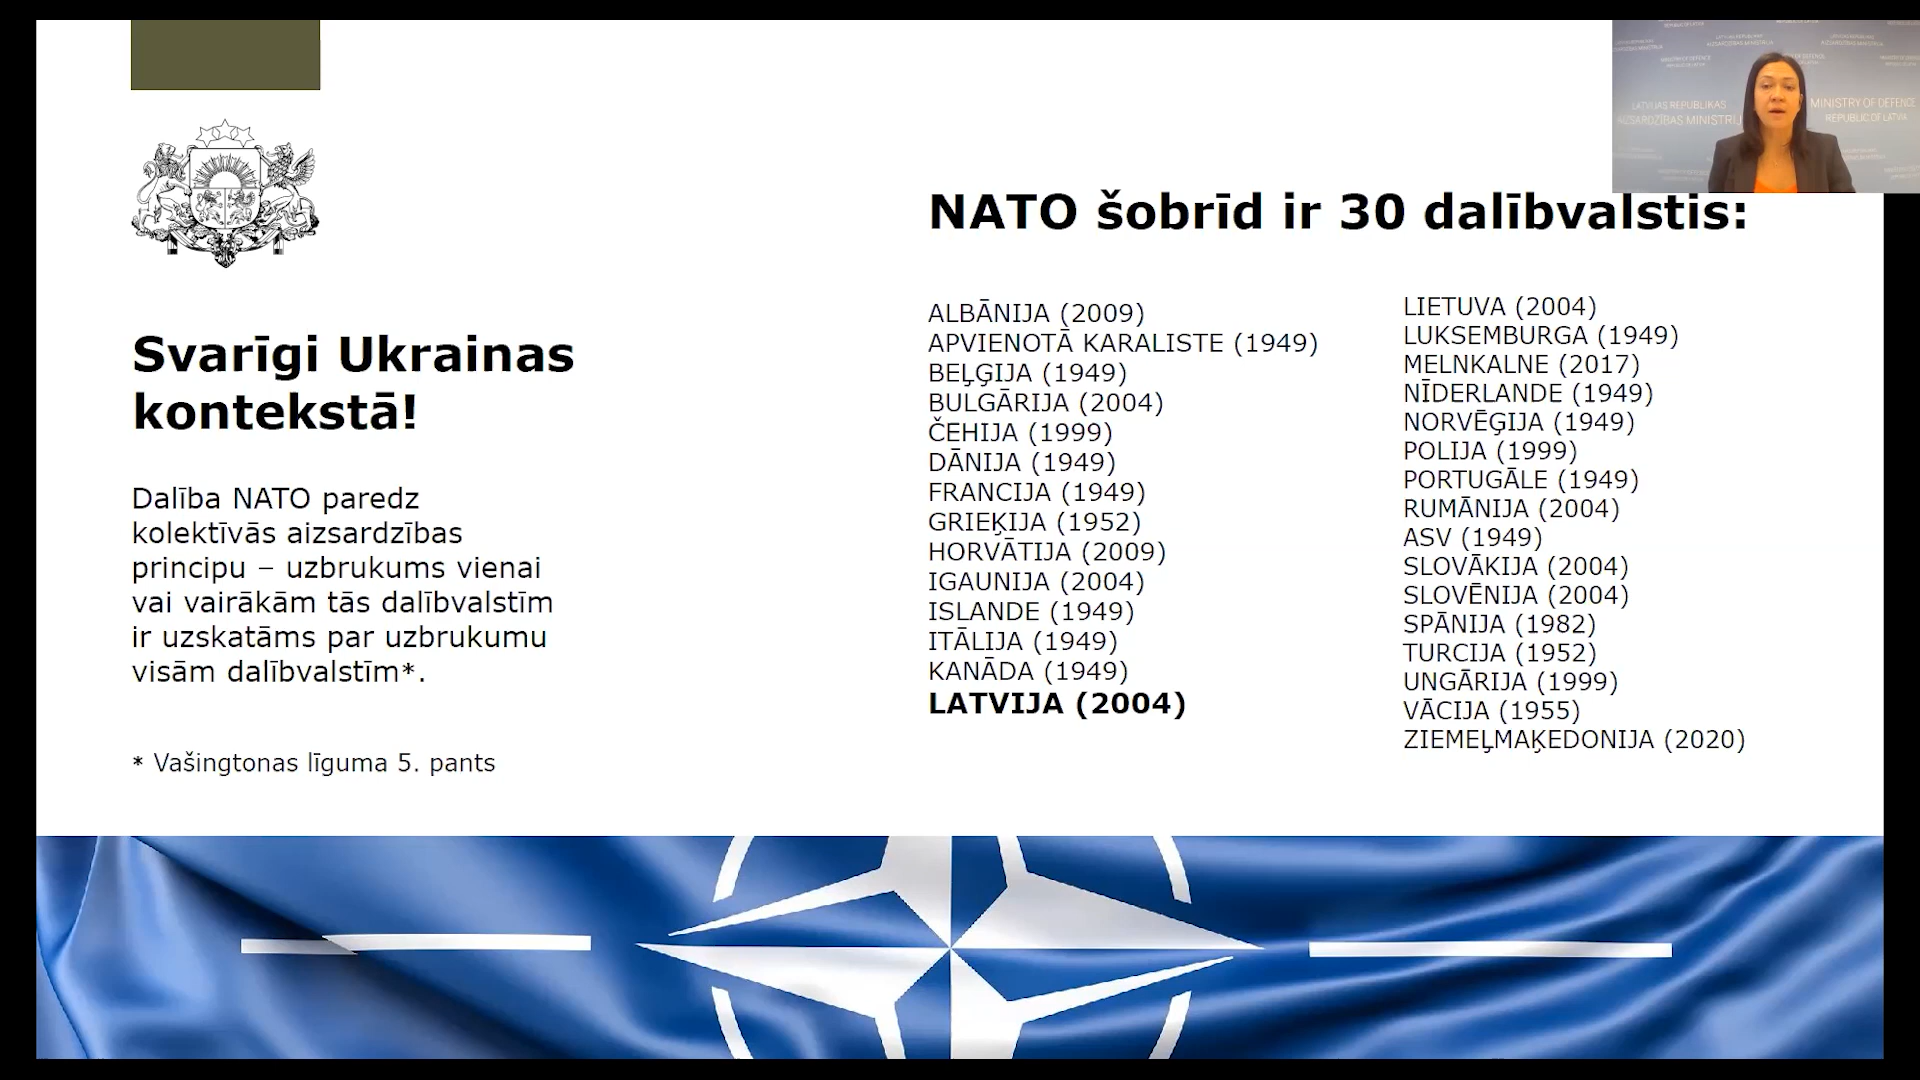 Svarīgi Ukrainas
kontekstā!
Dalība NATO paredz
kolektīvās aizsardzības
principu – uzbrukums vienai
vai vairākām tās dalībvalstīm
ir uzskatāms par uzbrukumu
visām dalībvalstīm*.
* Vašingtonas līguma 5. pants
NATO šobrīd ir 30 dalībvalstis:
ALBĀNIJA (2009)
APVIENOTĀ KARALISTE (1949)
BEĻĢIJA (1949)
BULGĀRIJA (2004)
ČEHIJA (1999)
DĀNIJA (1949)
FRANCIJA (1949)
GRIEĶIJA (1952)
HORVĀTIJA (2009)
IGAUNIJA (2004)
ISLANDE (1949)
ITĀLIJA (1949)
KANĀDA (1949)
LATVIJA (2004)
LIETUVA (2004)
LUKSEMBURGA (1949)
MELNKALNE (2017)
NĪDERLANDE (1949)
NORVĒĢIJA (1949)
POLIJA (1999)
PORTUGĀLE (1949)
RUMĀNIJA (2004)
ASV (1949)
SLOVĀKIJA (2004)
SLOVĒNIJA (2004)
SPĀNIJA (1982)
TURCIJA (1952)
UNGĀRIJA (1999)
VĀCIJA (1955)
ZIEMEĻMAĶEDONIJA (2020)
LATVIJAS REPUBLIKAS
AIZSARDZĪBAS MINISTRIJ
MINISTRY OF DEFENCE
REPUBLIC OF LATVIA